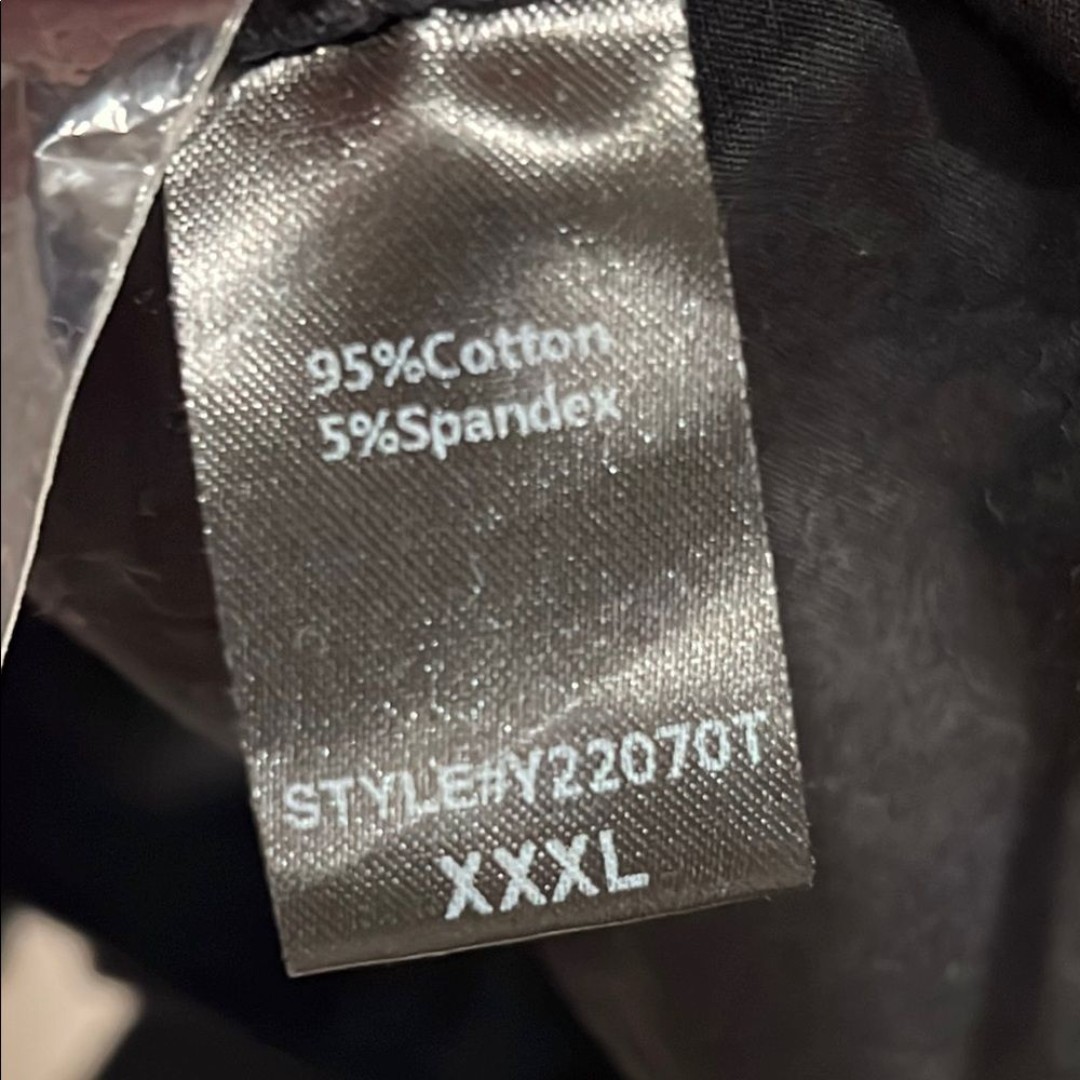 95%Cotton
5%Spandex
STYLE#Y22070T
XXXL